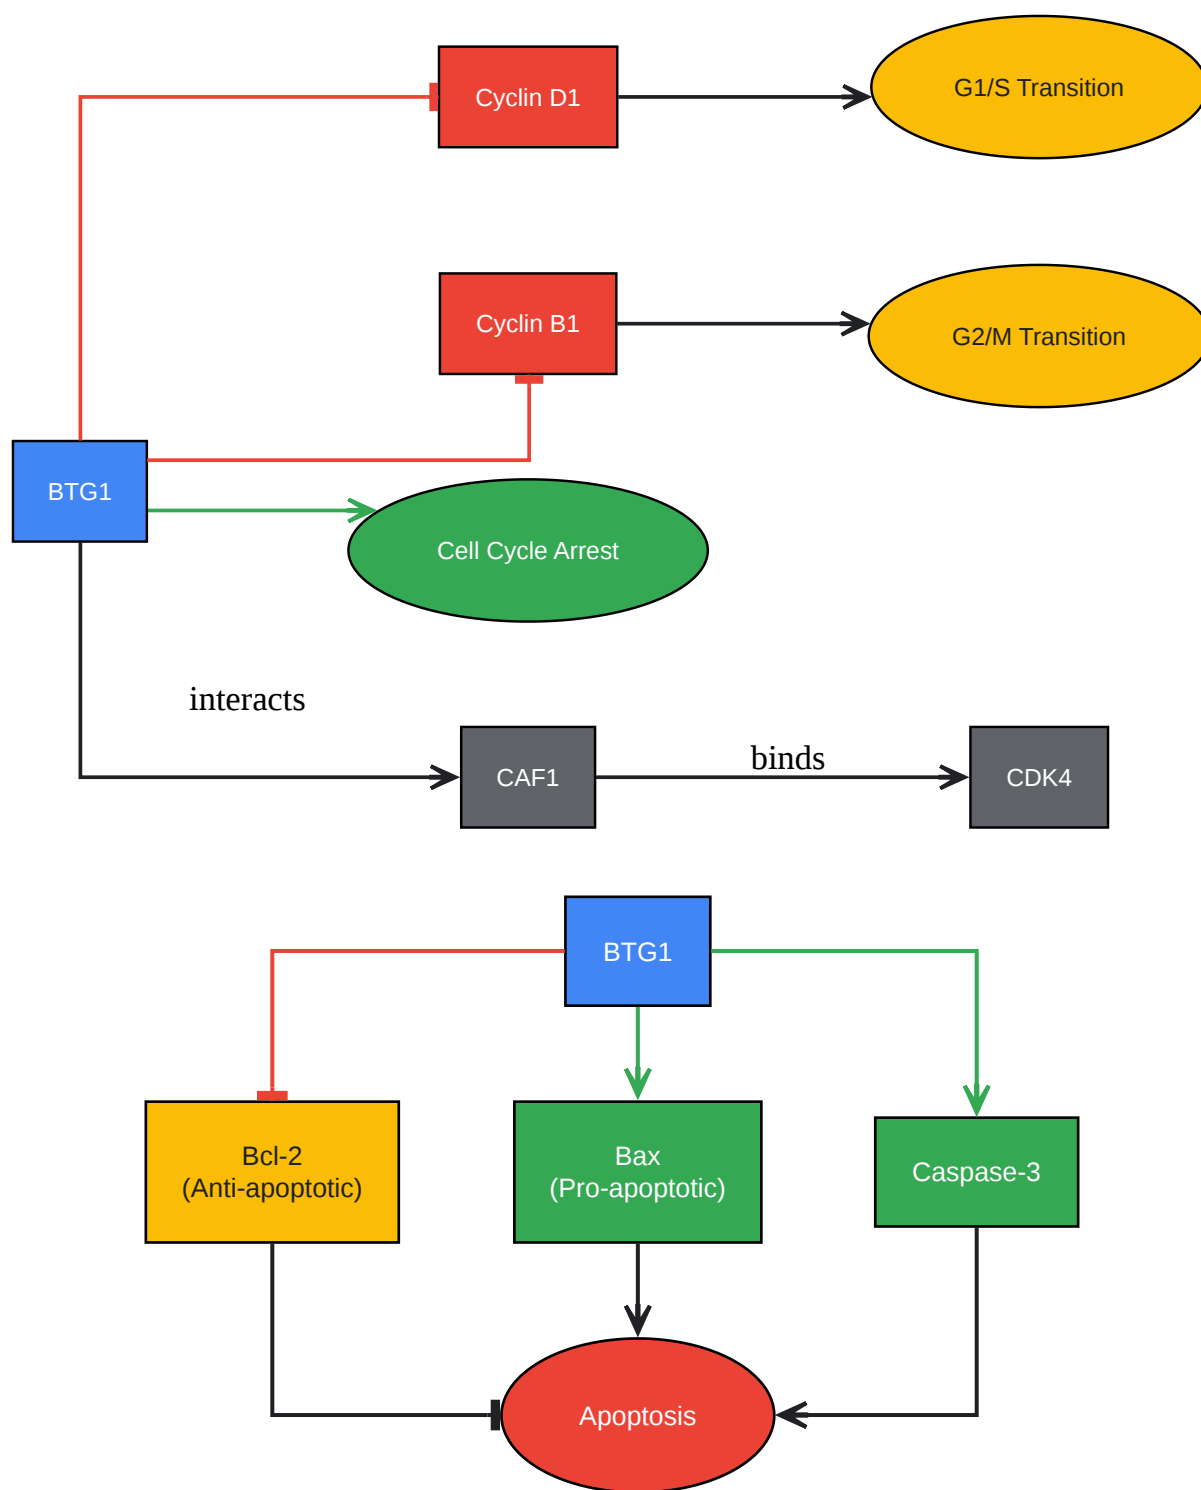 Cyclin D1
G1/S Transition
Cyclin B1
G2/M Transition
BTG1
Cell Cycle Arrest
interacts
CAF1
binds
CDK4
BTG1
Bcl-2
(Anti-apoptotic)
Bax
(Pro-apoptotic)
Caspase-3
Apoptosis